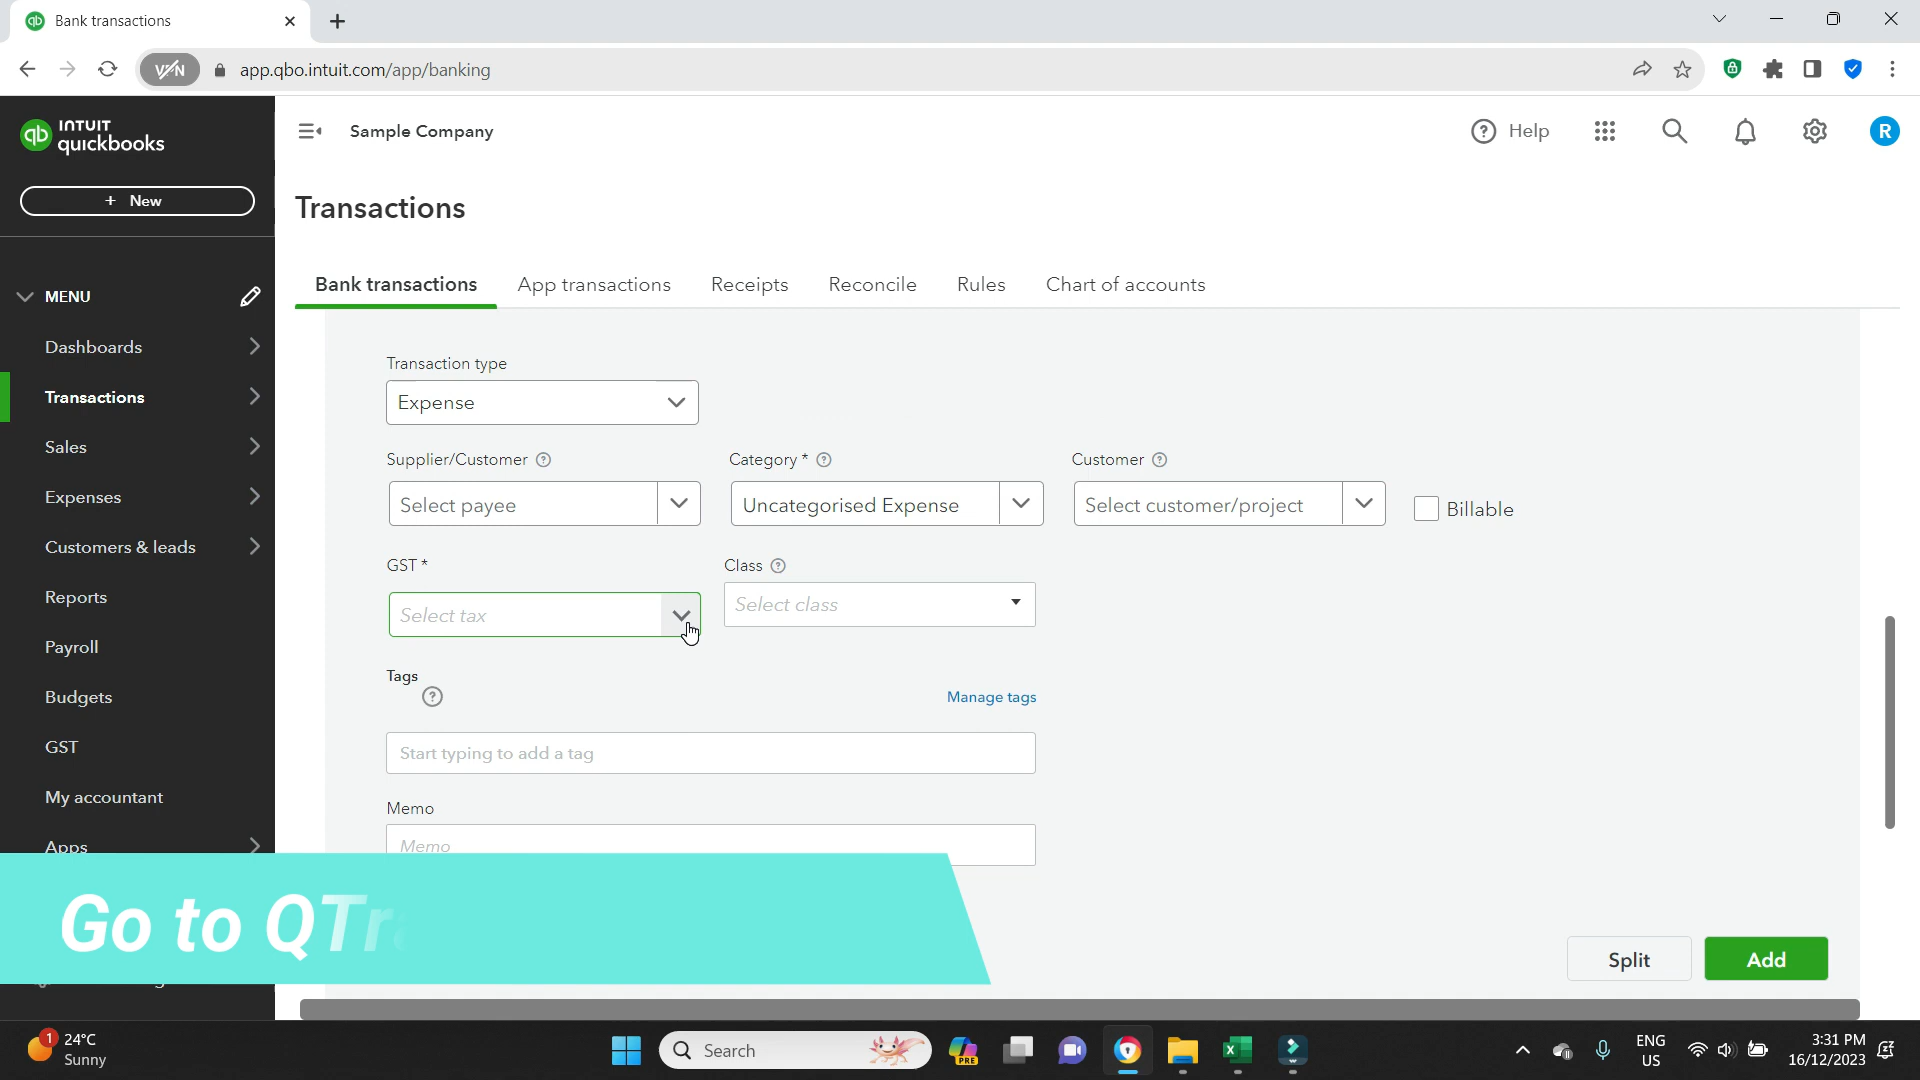 Bank transactions
VPN
app.qbo.intuit.com/app/banking
INTUIT
quickbooks
Sample Company
Help
R
+ New
Transactions
MENU
Bank transactions
App transactions
Receipts
Reconcile
Rules
Chart of accounts
Dashboards
Transactions
Sales
Expenses
Customers & leads
Reports
Payroll
Budgets
GST
My accountant
Apps
Transaction type
Expense
Supplier/Customer
Category *
Customer
Select payee
Uncategorised Expense
Select customer/project
Billable
GST *
Class
Select tax
Select class
Tags
Manage tags
Start typing to add a tag
Memo
Memo
Go to QTra
Split
Add
1
24°C
Sunny
Search
PRE
ENG
US
3:31 PM
16/12/2023